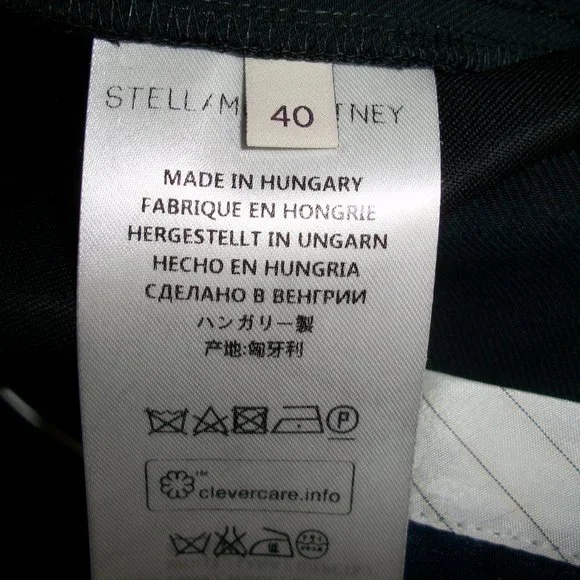 40
MADE IN HUNGARY
FABRIQUE EN HONGRIE
HERGESTELLT IN UNGARN
HECHO EN HUNGRIA
СДЕЛАНО В ВЕНГРИИ
ハンガリー製
产地:匈牙利
P
™
clevercare.info